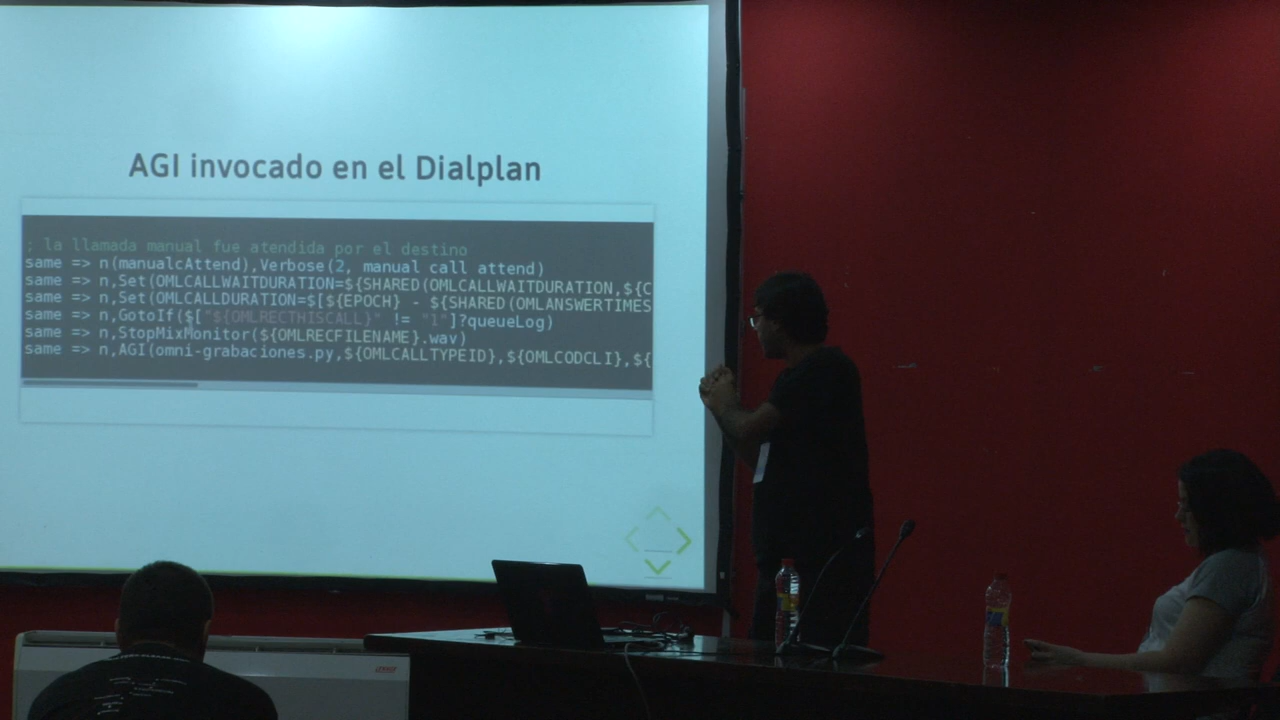 AGI invocado en el Dialplan
; la llamada manual fue atendida por el destino
same => n(manualcAttend),Verbose(2, manual call attend)
same => n,Set(OMLCALLWAITDURATION=${SHARED(OMLCALLWAITDURATION,${C
same => n,Set(OMLCALLDURATION=$[${EPOCH} - ${SHARED(OMLANSWERTIMES
same => n,GotoIf($["${OMLRECTHISCALL}" != "1"]?queueLog)
same => n,StopMixMonitor(${OMLRECFILENAME}.wav)
same => n,AGI(omni-grabaciones.py,${OMLCALLTYPEID},${OMLCODCLI},${